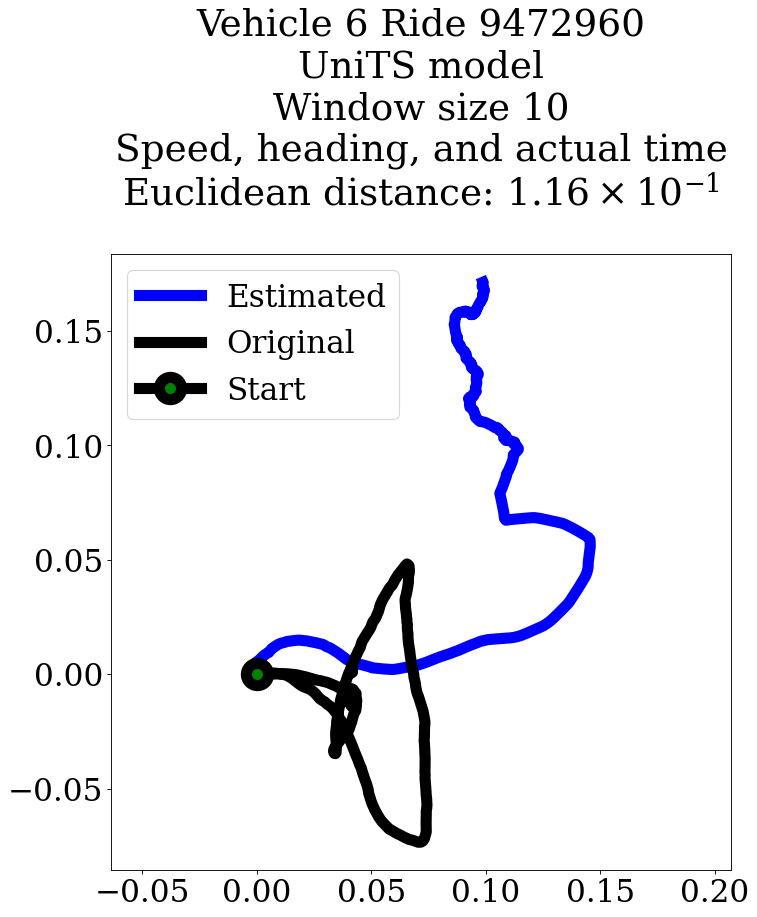 Vehicle 6 Ride 9472960
UniTS model
Window size 10
Speed, heading, and actual time
Euclidean distance: 1.16 × 10⁻¹
Estimated
Original
Start
0.15
0.10
0.05
0.00
−0.05
−0.05 0.00 0.05 0.10 0.15 0.20